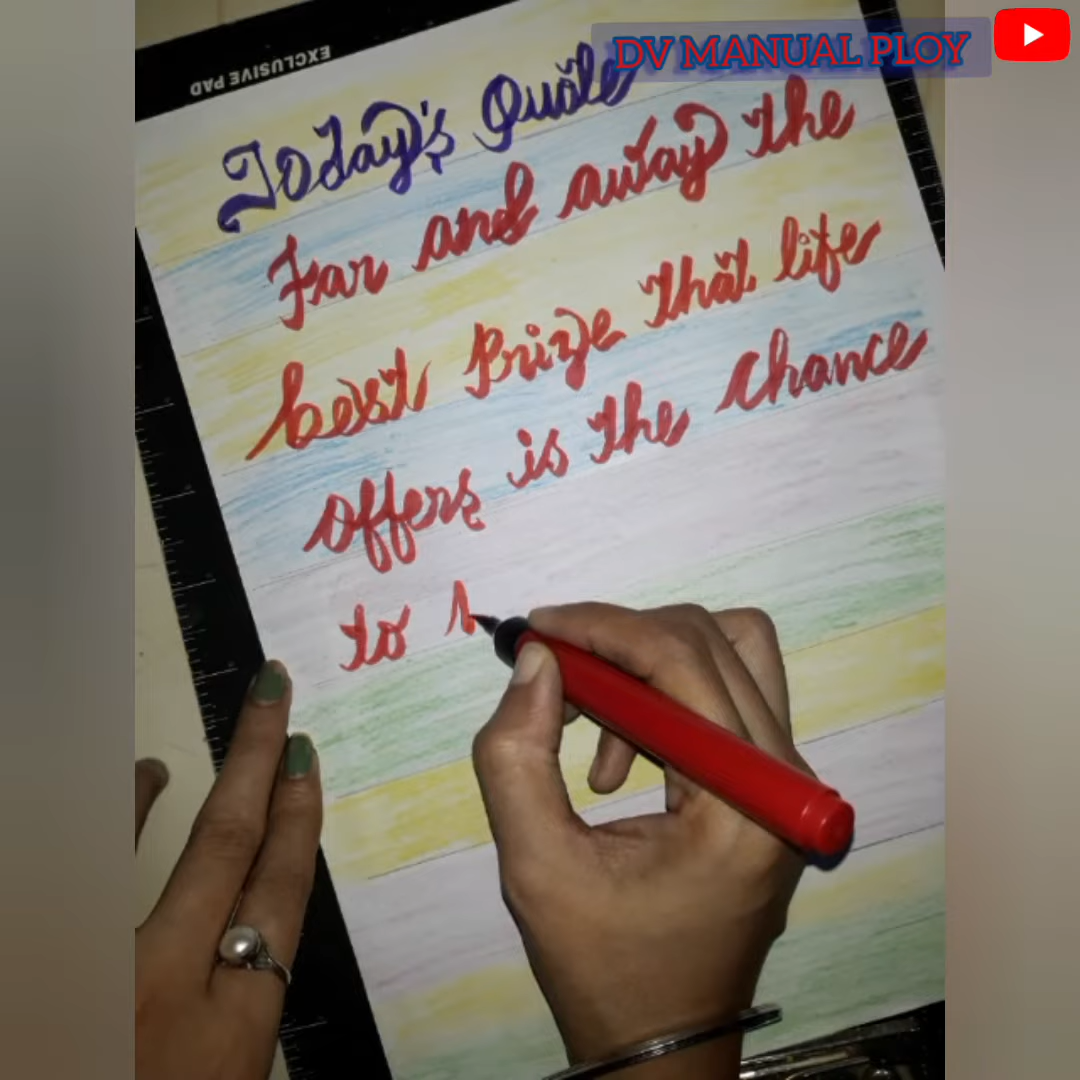 EXCLUSIVE PAD
DV MANUAL PLOY
Today's Quote
Far and away the
best Prize that life
offers is the chance
to